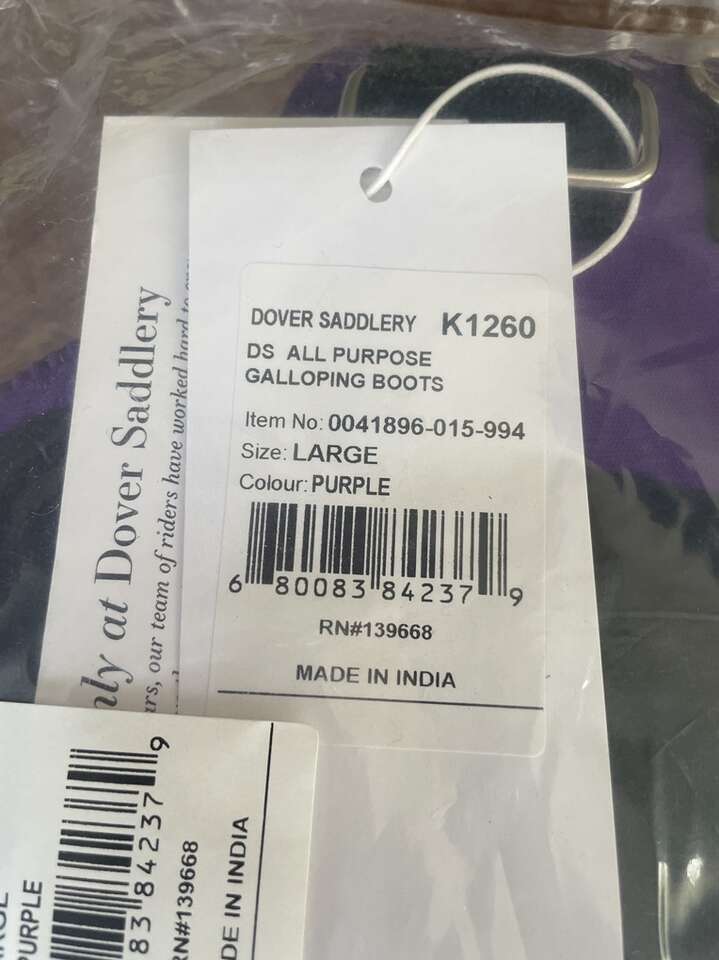 DOVER SADDLERY K1260
DS ALL PURPOSE
GALLOPING BOOTS
Item No: 0041896-015-994
Size: LARGE
Colour: PURPLE
6 80083 84237 9
RN#139668
MADE IN INDIA
at Dover Saddlery
our team of riders have worked hard to
PURPLE
83 84237 9
RN#139668
DE IN INDIA